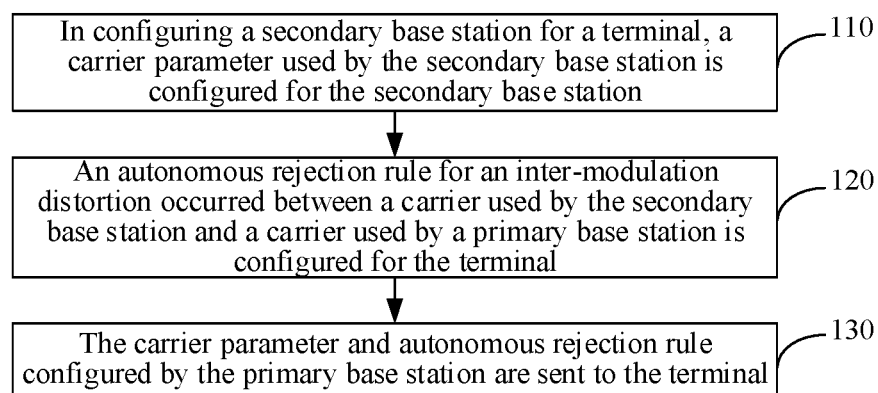 In configuring a secondary base station for a terminal, a
carrier parameter used by the secondary base station is
configured for the secondary base station
110
An autonomous rejection rule for an inter-modulation
distortion occurred between a carrier used by the secondary
base station and a carrier used by a primary base station is
configured for the terminal
120
The carrier parameter and autonomous rejection rule
configured by the primary base station are sent to the terminal
130